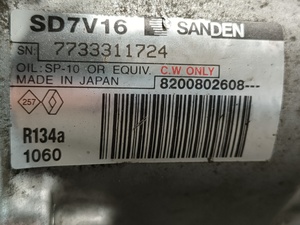 SD7V16 SANDEN
SN: 7733311724
OIL:SP-10 OR EQUIV. C.W ONLY
MADE IN JAPAN 8200802608---
257
R134a
1060